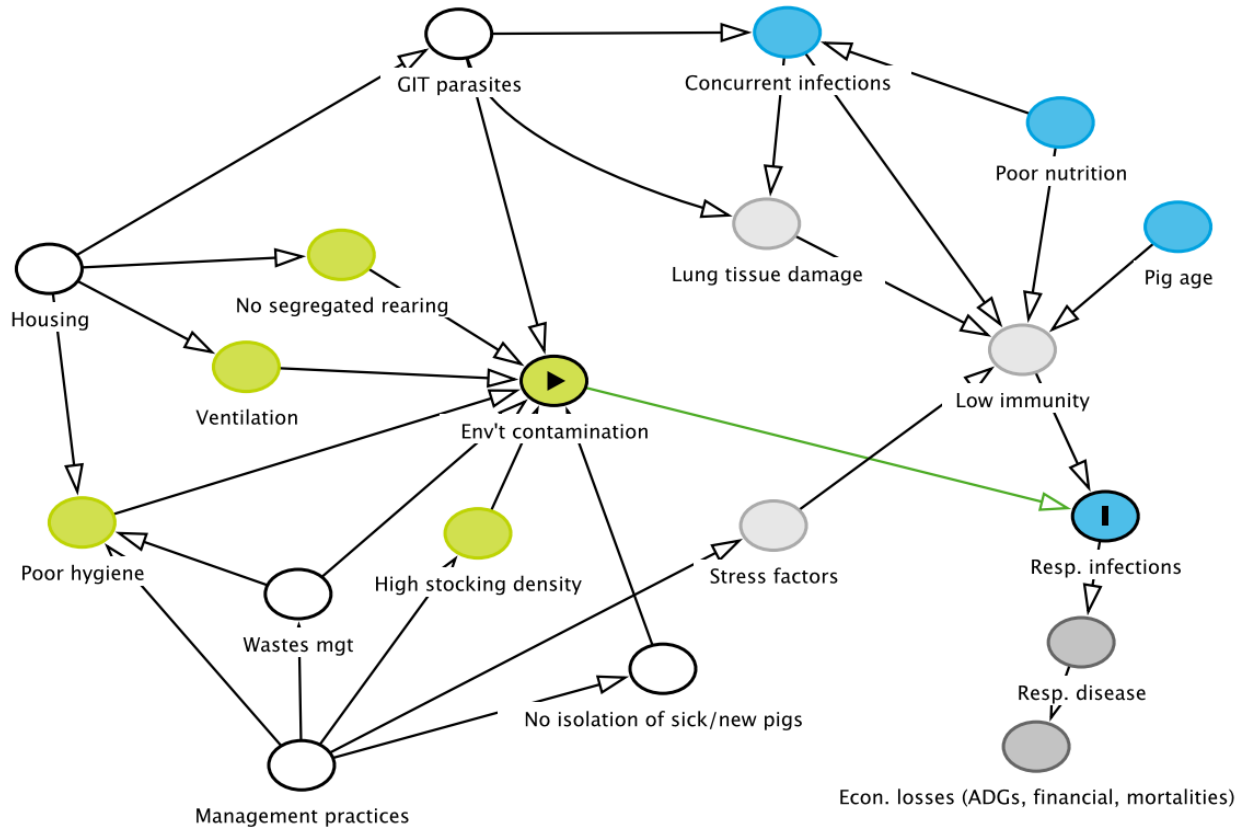 GIT parasites
Concurrent infections
Poor nutrition
Lung tissue damage
Pig age
No segregated rearing
Housing
Ventilation
Env't contamination
Low immunity
Poor hygiene
High stocking density
Stress factors
Resp. infections
Wastes mgt
Resp. disease
No isolation of sick/new pigs
Econ. losses (ADGs, financial, mortalities)
Management practices